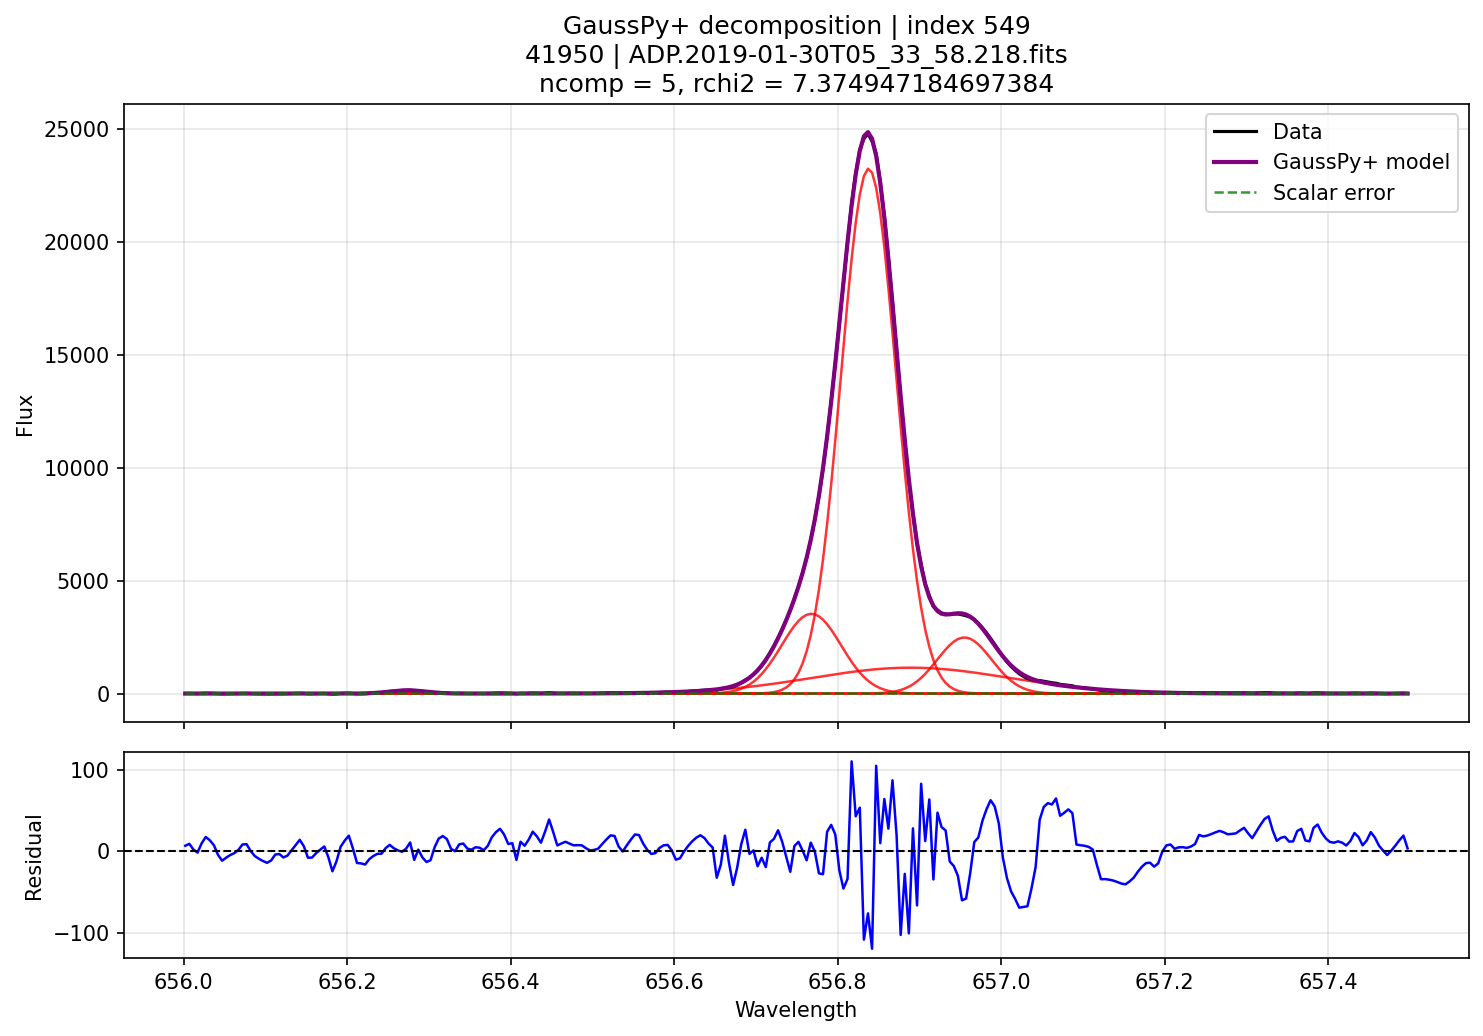 GaussPy+ decomposition | index 549
41950 | ADP.2019-01-30T05_33_58.218.fits
ncomp = 5, rchi2 = 7.374947184697384
Data
GaussPy+ model
Scalar error
25000
20000
15000
10000
5000
0
Flux
100
0
−100
Residual
656.0 656.2 656.4 656.6 656.8 657.0 657.2 657.4
Wavelength